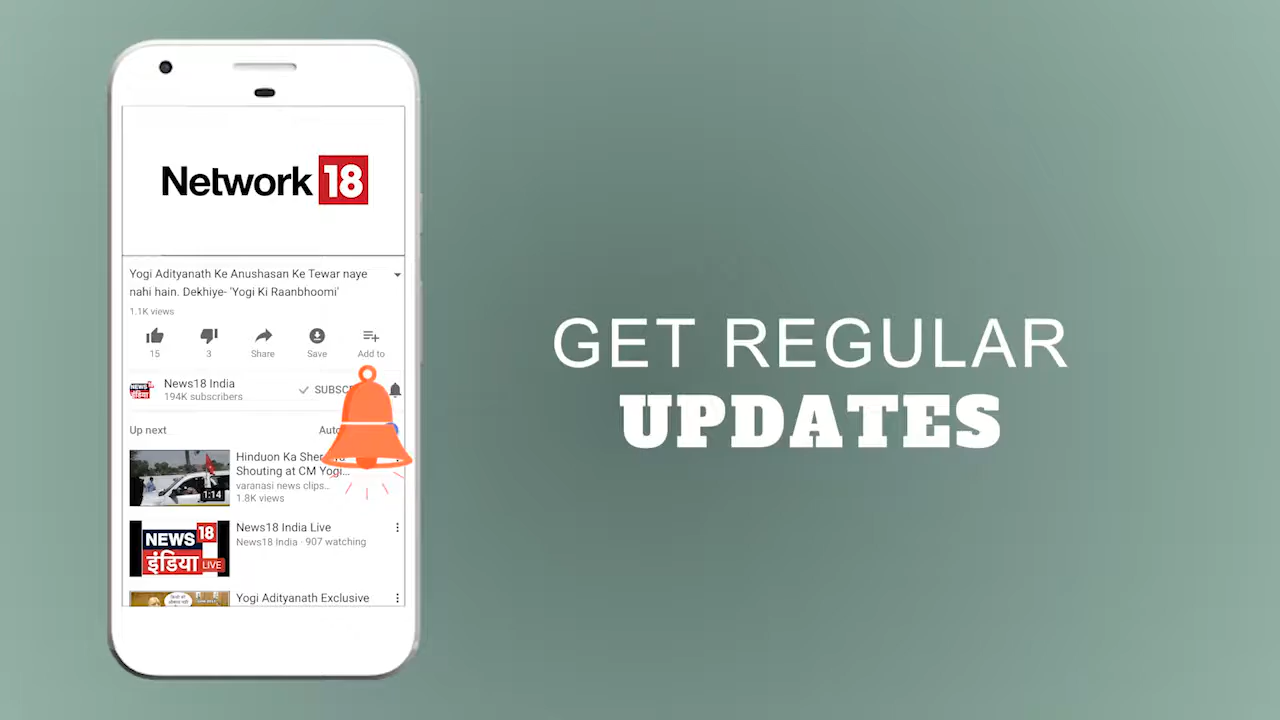 Network 18
Yogi Adityanath Ke Anushasan Ke Tewar naye
nahi hain. Dekhiye- 'Yogi Ki Raanbhoomi'
1.1K views
15
3
Share
Save
Add to
News18 India
194K subscribers
Up next
Hinduon Ka
Shouting at CM Yogi...
varanasi news clips...
1.8K views
1:14
News18 India Live
News18 India · 907 watching
NEWS 18
इंडिया LIVE
Yogi Adityanath Exclusive
GET REGULAR
UPDATES